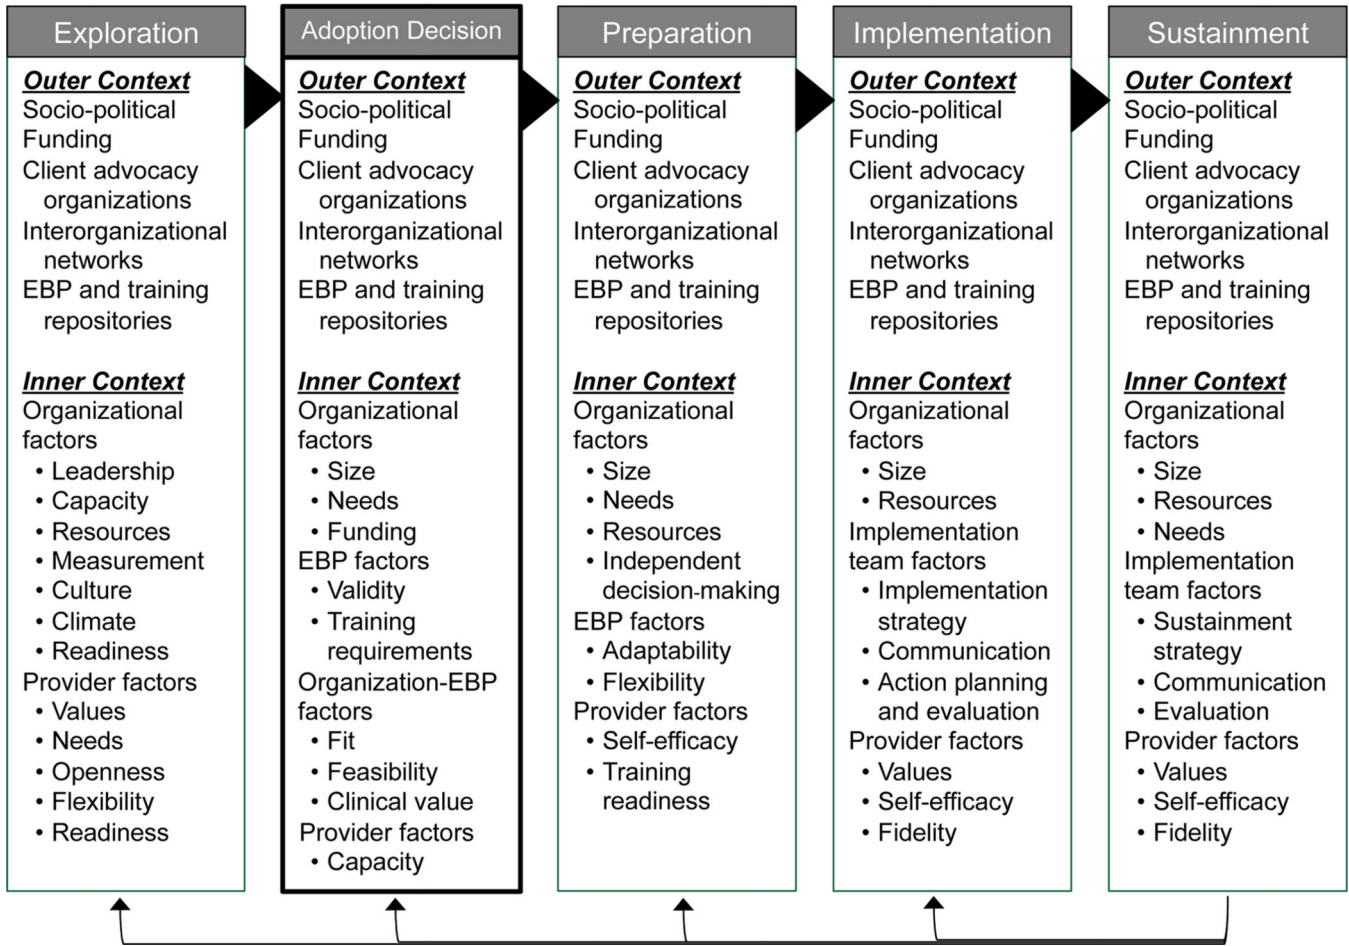 Exploration
Outer Context
Socio-political
Funding
Client advocacy
organizations
Interorganizational
networks
EBP and training
repositories
Inner Context
Organizational
factors
• Leadership
• Capacity
• Resources
• Measurement
• Culture
• Climate
• Readiness
Provider factors
• Values
• Needs
• Openness
• Flexibility
• Readiness
Adoption Decision
Outer Context
Socio-political
Funding
Client advocacy
organizations
Interorganizational
networks
EBP and training
repositories
Inner Context
Organizational
factors
• Size
• Needs
• Funding
EBP factors
• Validity
• Training
requirements
Organization-EBP
factors
• Fit
• Feasibility
• Clinical value
Provider factors
• Capacity
Preparation
Outer Context
Socio-political
Funding
Client advocacy
organizations
Interorganizational
networks
EBP and training
repositories
Inner Context
Organizational
factors
• Size
• Needs
• Resources
• Independent
decision-making
EBP factors
• Adaptability
• Flexibility
Provider factors
• Self-efficacy
• Training
readiness
Implementation
Outer Context
Socio-political
Funding
Client advocacy
organizations
Interorganizational
networks
EBP and training
repositories
Inner Context
Organizational
factors
• Size
• Resources
Implementation
team factors
• Implementation
strategy
• Communication
• Action planning
and evaluation
Provider factors
• Values
• Self-efficacy
• Fidelity
Sustainment
Outer Context
Socio-political
Funding
Client advocacy
organizations
Interorganizational
networks
EBP and training
repositories
Inner Context
Organizational
factors
• Size
• Resources
• Needs
Implementation
team factors
• Sustainment
strategy
• Communication
• Evaluation
Provider factors
• Values
• Self-efficacy
• Fidelity